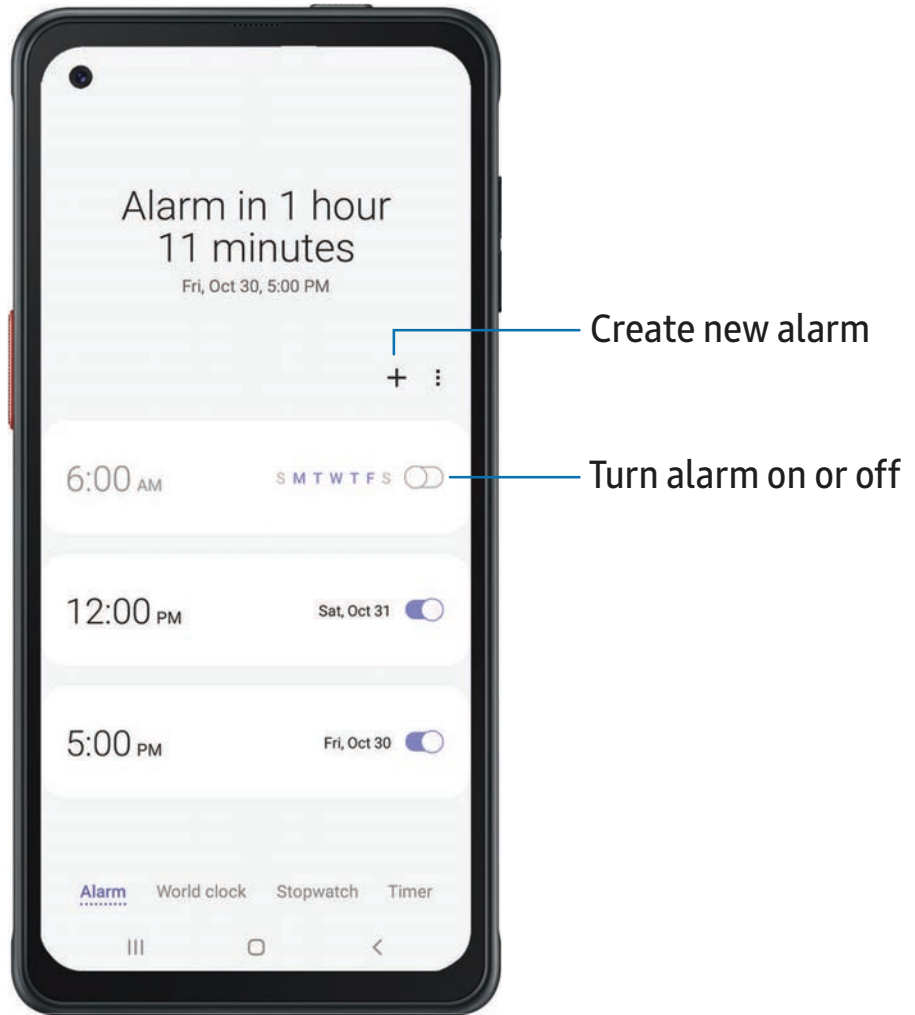 Alarm in 1 hour
11 minutes
Fri, Oct 30, 5:00 PM
Create new alarm
6:00 AM S M T W T F S
Turn alarm on or off
12:00 PM Sat, Oct 31
5:00 PM Fri, Oct 30
Alarm World clock Stopwatch Timer